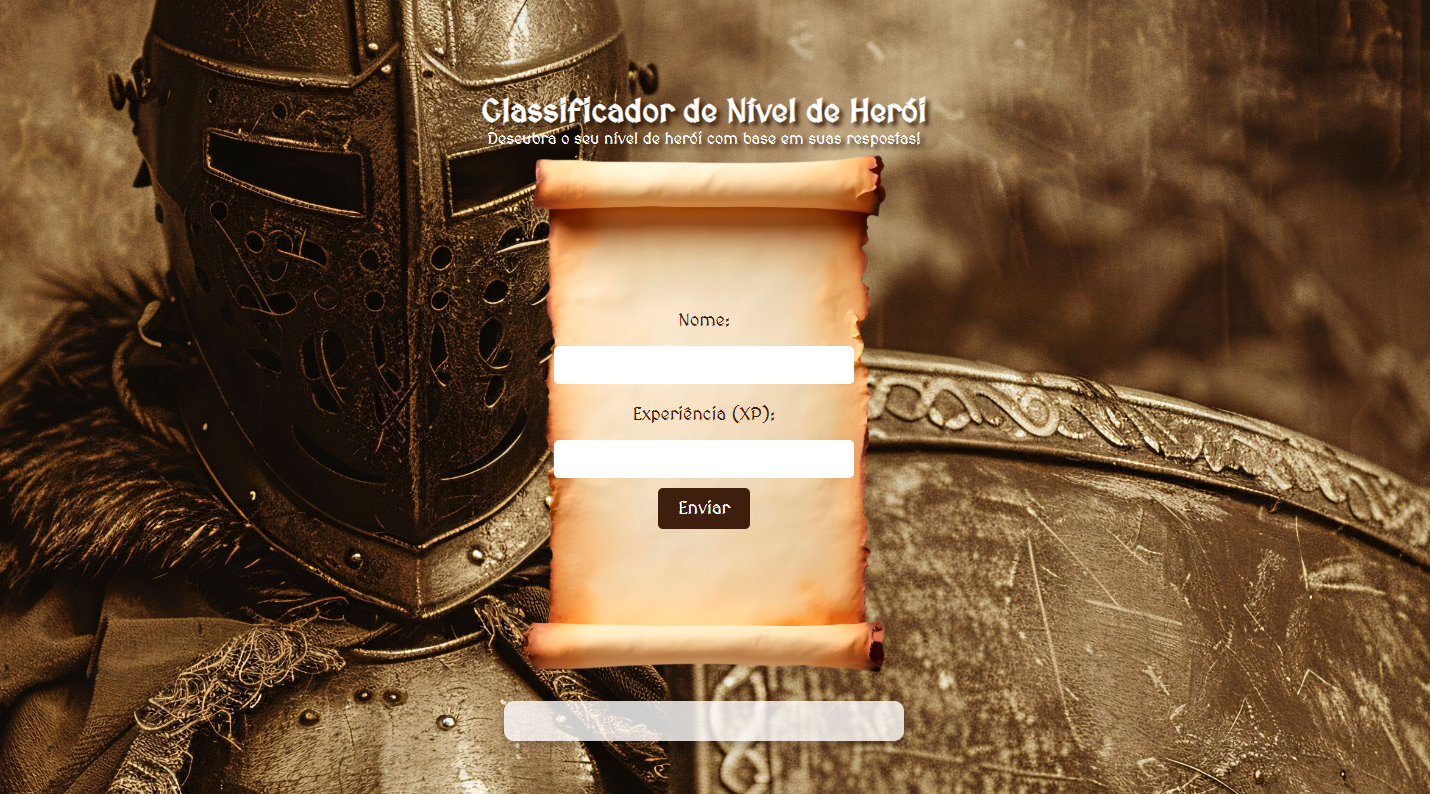 Classificador de Nível de Herói
Descubra o seu nível de herói com base em suas respostas!
Nome:
Experiência (XP):
Enviar